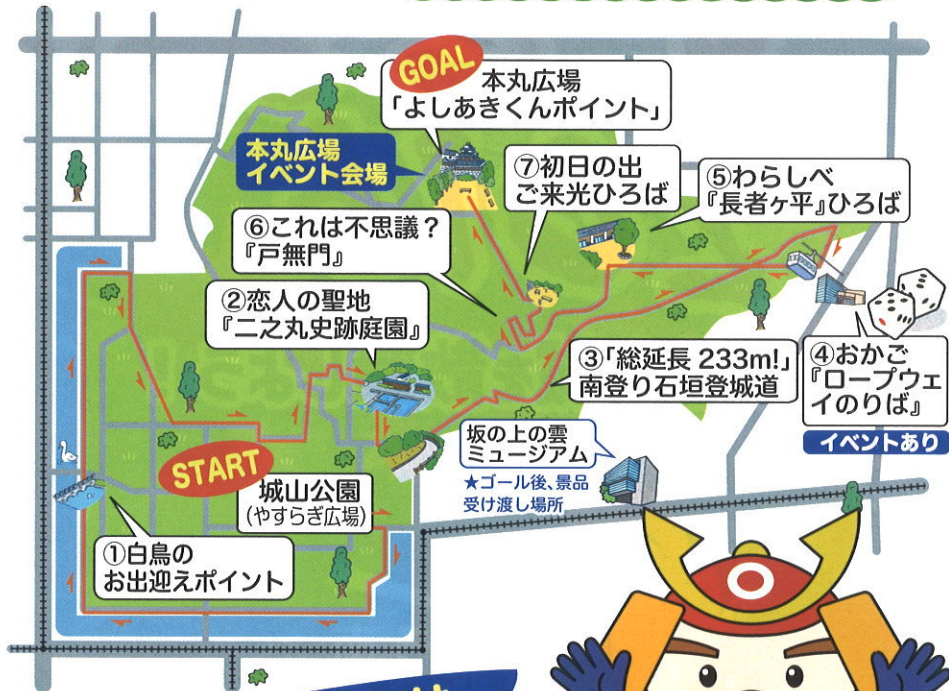 GOAL
本丸広場
「よしあきくんポイント」
本丸広場
イベント会場
⑦初日の出
ご来光ひろば
⑤わらしべ
『長者ヶ平』ひろば
⑥これは不思議?
『戸無門』
②恋人の聖地
『二之丸史跡庭園』
③「総延長 233m!」
南登り石垣登城道
④おかご
『ロープウェ
イのりば』
イベントあり
坂の上の雲
ミュージアム
★ゴール後、景品
受け渡し場所
START
城山公園
(やすらぎ広場)
①白鳥の
お出迎えポイント